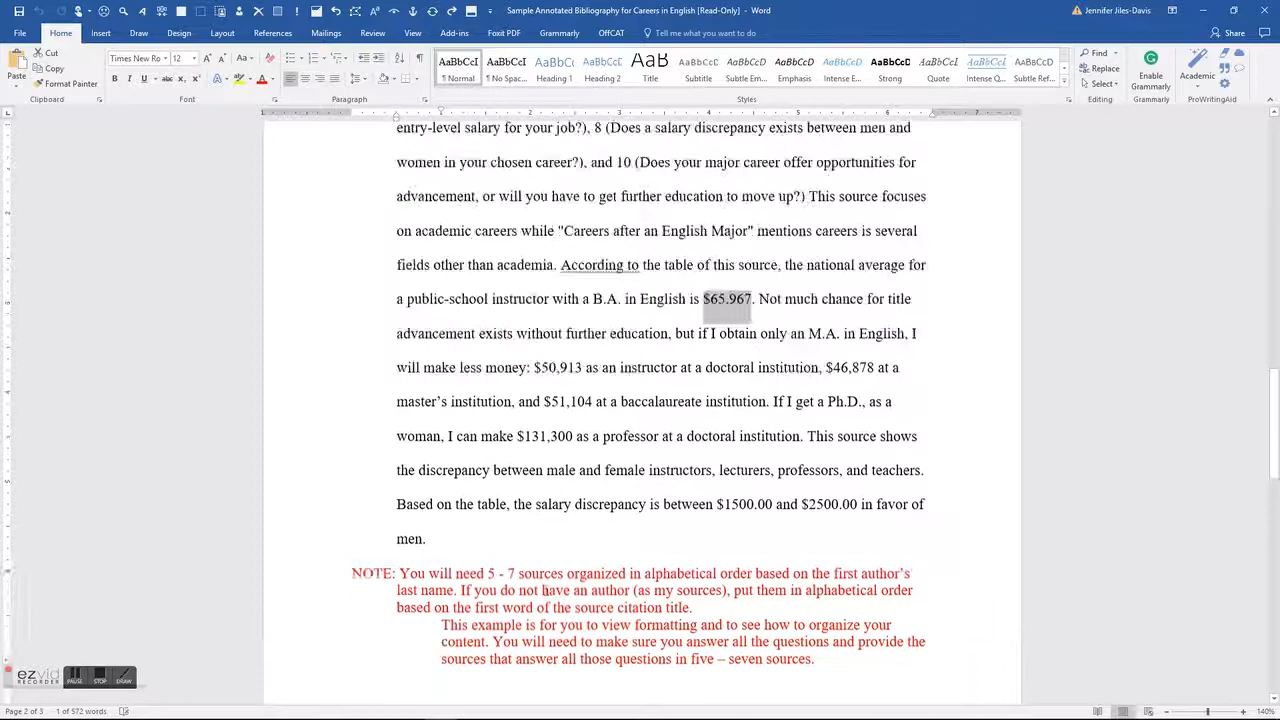 Sample Annotated Bibliography for Careers in English [Read-Only] - Word
Jennifer Jiles-Davis
File Home Insert Draw Design Layout References Mailings Review View Add-ins Foxit PDF Grammarly OffCAT Tell me what you want to do Share
Paste Cut Copy Format Painter
Times New Ro 12
AaBbCcI AaBbCcI AaBbCc AaBbCc AaB AaBbCcD AaBbCcD AaBbCcD AaBbCcD AaBbCcD AaBbCcD AaBbCcD AaBbCcD
¶ Normal ¶ No Spac... Heading 1 Heading 2 Title Subtitle Subtle Em... Emphasis Intense E... Strong Quote Intense Q... Subtle Ref...
Find Replace Select
Enable Grammarly Academic
Clipboard Font Paragraph Styles Editing Grammarly ProWritingAid
entry-level salary for your job?), 8 (Does a salary discrepancy exists between men and
women in your chosen career?), and 10 (Does your major career offer opportunities for
advancement, or will you have to get further education to move up?) This source focuses
on academic careers while "Careers after an English Major" mentions careers is several
fields other than academia. According to the table of this source, the national average for
a public-school instructor with a B.A. in English is $65.967. Not much chance for title
advancement exists without further education, but if I obtain only an M.A. in English, I
will make less money: $50,913 as an instructor at a doctoral institution, $46,878 at a
master’s institution, and $51,104 at a baccalaureate institution. If I get a Ph.D., as a
woman, I can make $131,300 as a professor at a doctoral institution. This source shows
the discrepancy between male and female instructors, lecturers, professors, and teachers.
Based on the table, the salary discrepancy is between $1500.00 and $2500.00 in favor of
men.
NOTE: You will need 5 - 7 sources organized in alphabetical order based on the first author’s
last name. If you do not have an author (as my sources), put them in alphabetical order
based on the first word of the source citation title.
This example is for you to view formatting and to see how to organize your
content. You will need to make sure you answer all the questions and provide the
sources that answer all those questions in five – seven sources.
ezvid RECORDER PAUSE STOP DRAW
Page 2 of 3 1 of 572 words 140%